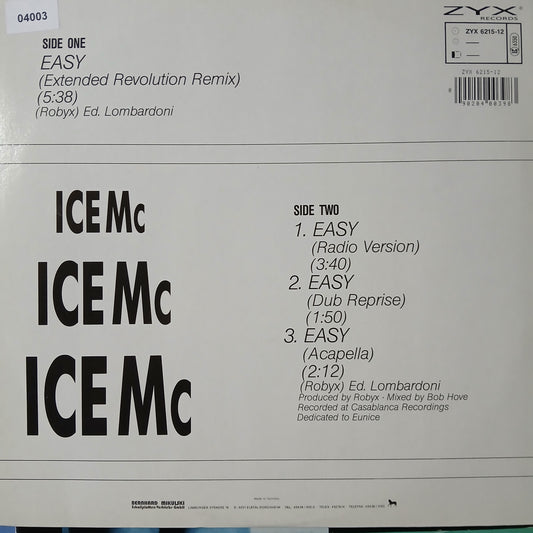 04003
ZYX
RECORDS
ZYX 6215-12
ZYX 6215-12
SIDE ONE
EASY
(Extended Revolution Remix)
(5:38)
(Robyx) Ed. Lombardoni
ICE Mc
ICE Mc
ICE Mc
SIDE TWO
1. EASY
(Radio Version)
(3:40)
2. EASY
(Dub Reprise)
(1:50)
3. EASY
(Acapella)
(2:12)
(Robyx) Ed. Lombardoni
Produced by Robyx - Mixed by Bob Hove
Recorded at Casablanca Recordings
Dedicated to Eunice
BERNHARD MIKULSKI
Schallplatten-Vertriebs-GmbH